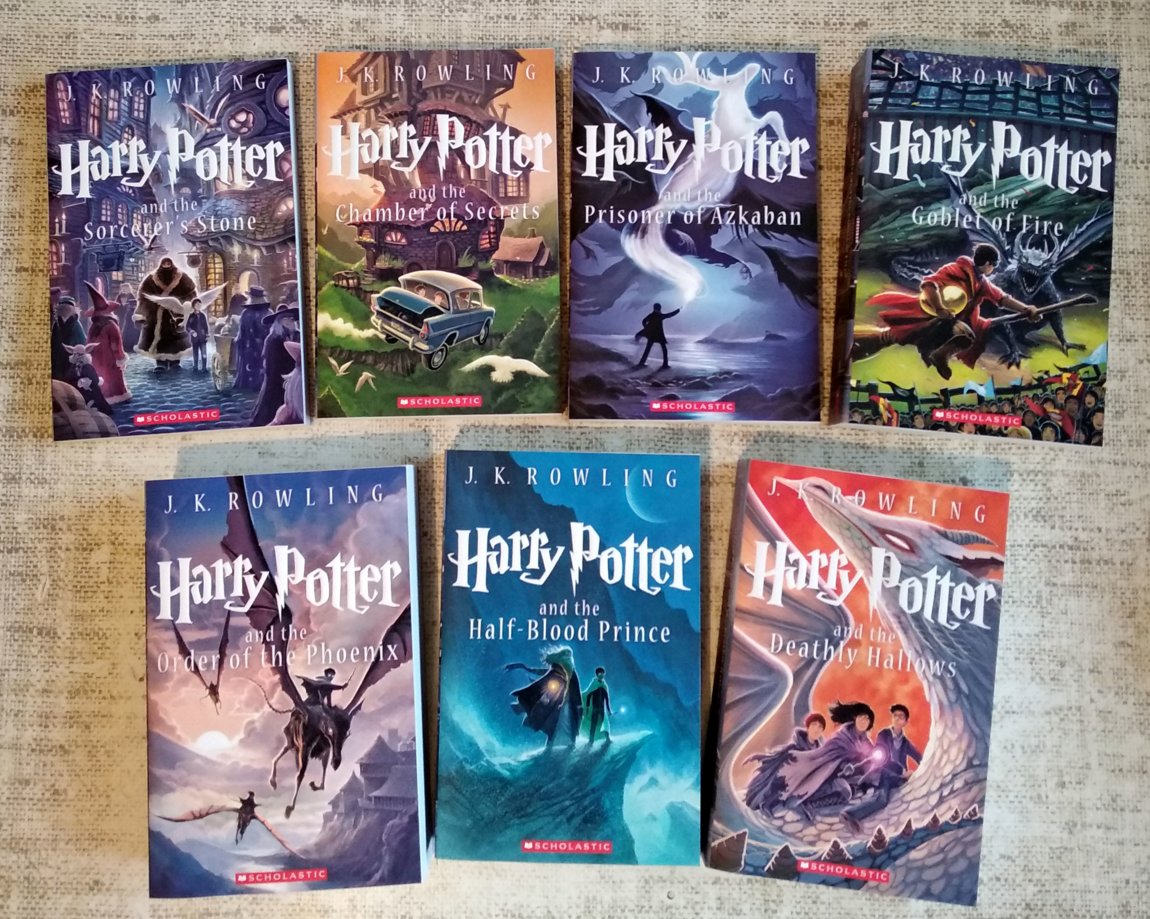 J. K. ROWLING
Harry Potter
and the
Sorcerer's Stone
SCHOLASTIC
J. K. ROWLING
Harry Potter
and the
Chamber of Secrets
SCHOLASTIC
J. K. ROWLING
Harry Potter
and the
Prisoner of Azkaban
SCHOLASTIC
J. K. ROWLING
Harry Potter
and the
Goblet of Fire
SCHOLASTIC
J. K. ROWLING
Harry Potter
and the
Order of the Phoenix
SCHOLASTIC
J. K. ROWLING
Harry Potter
and the
Half-Blood Prince
SCHOLASTIC
J. K. ROWLING
Harry Potter
and the
Deathly Hallows
SCHOLASTIC